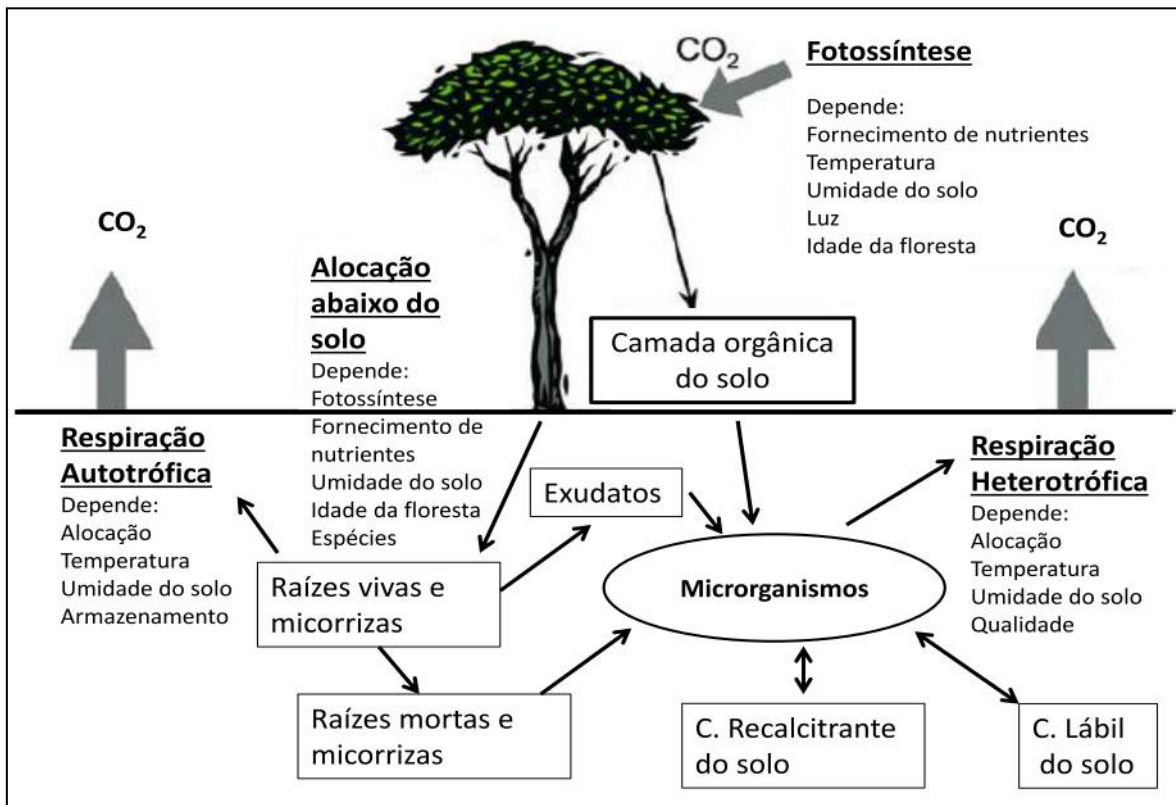 CO₂
Fotossíntese
Depende:
Fornecimento de nutrientes
Temperatura
Umidade do solo
Luz
Idade da floresta
CO₂
CO₂
Alocação
abaixo do
solo
Depende:
Fotossíntese
Fornecimento de
nutrientes
Umidade do solo
Idade da floresta
Espécies
Camada orgânica
do solo
Respiração
Autotrófica
Depende:
Alocação
Temperatura
Umidade do solo
Armazenamento
Exudatos
Respiração
Heterotrófica
Depende:
Alocação
Temperatura
Umidade do solo
Qualidade
Raízes vivas e
micorrizas
Microrganismos
Raízes mortas e
micorrizas
C. Recalcitrante
do solo
C. Lábil
do solo